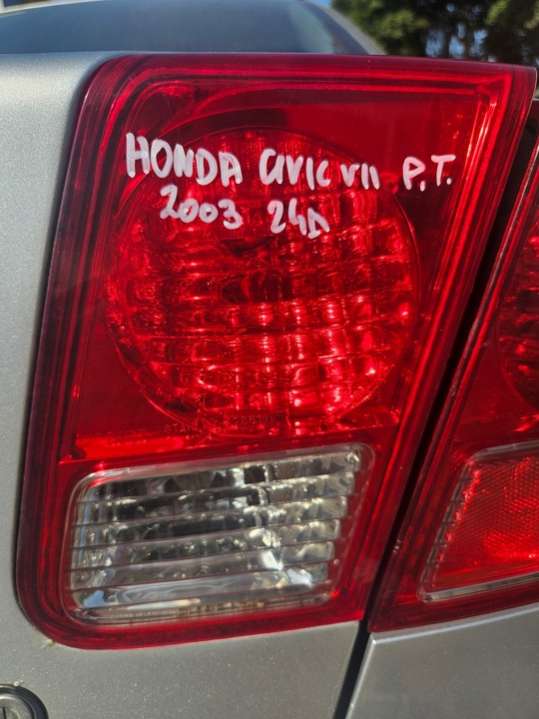 HONDA CIVIC VII P.T.
2003 24D